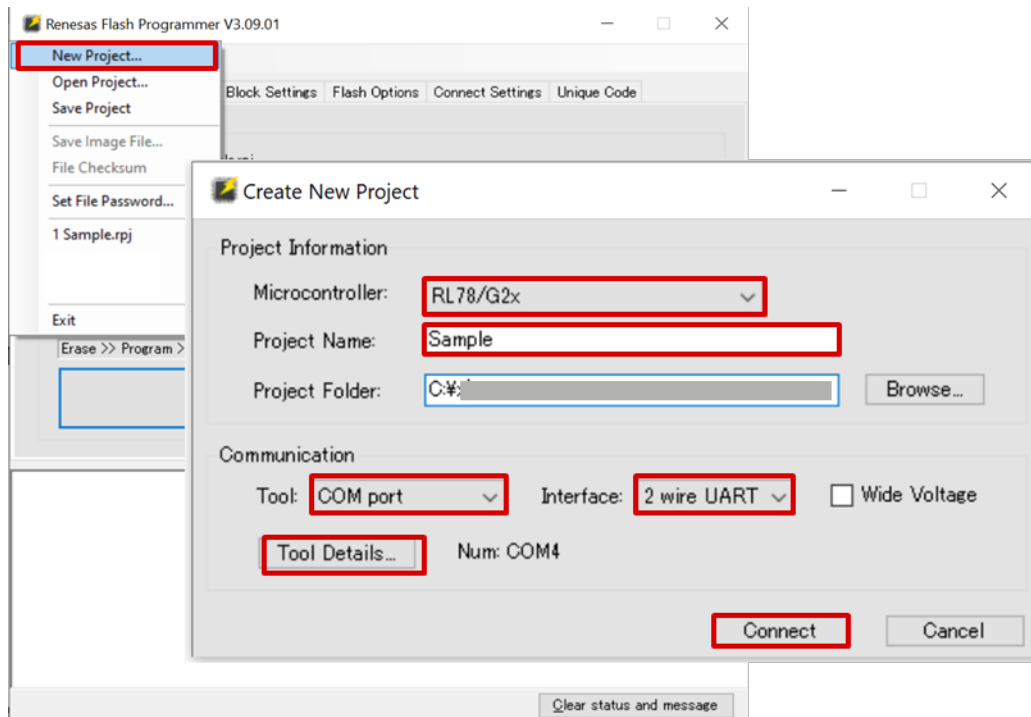 Renesas Flash Programmer V3.09.01
New Project...
Open Project...
Save Project
Block Settings Flash Options Connect Settings Unique Code
Save Image File...
File Checksum
Set File Password...
1 Sample.rpj
Exit
Erase >> Program >
Create New Project
Project Information
Microcontroller: RL78/G2x
Project Name: Sample
Project Folder: C:¥ Browse...
Communication
Tool: COM port Interface: 2 wire UART Wide Voltage
Tool Details... Num: COM4
Connect Cancel
Clear status and message